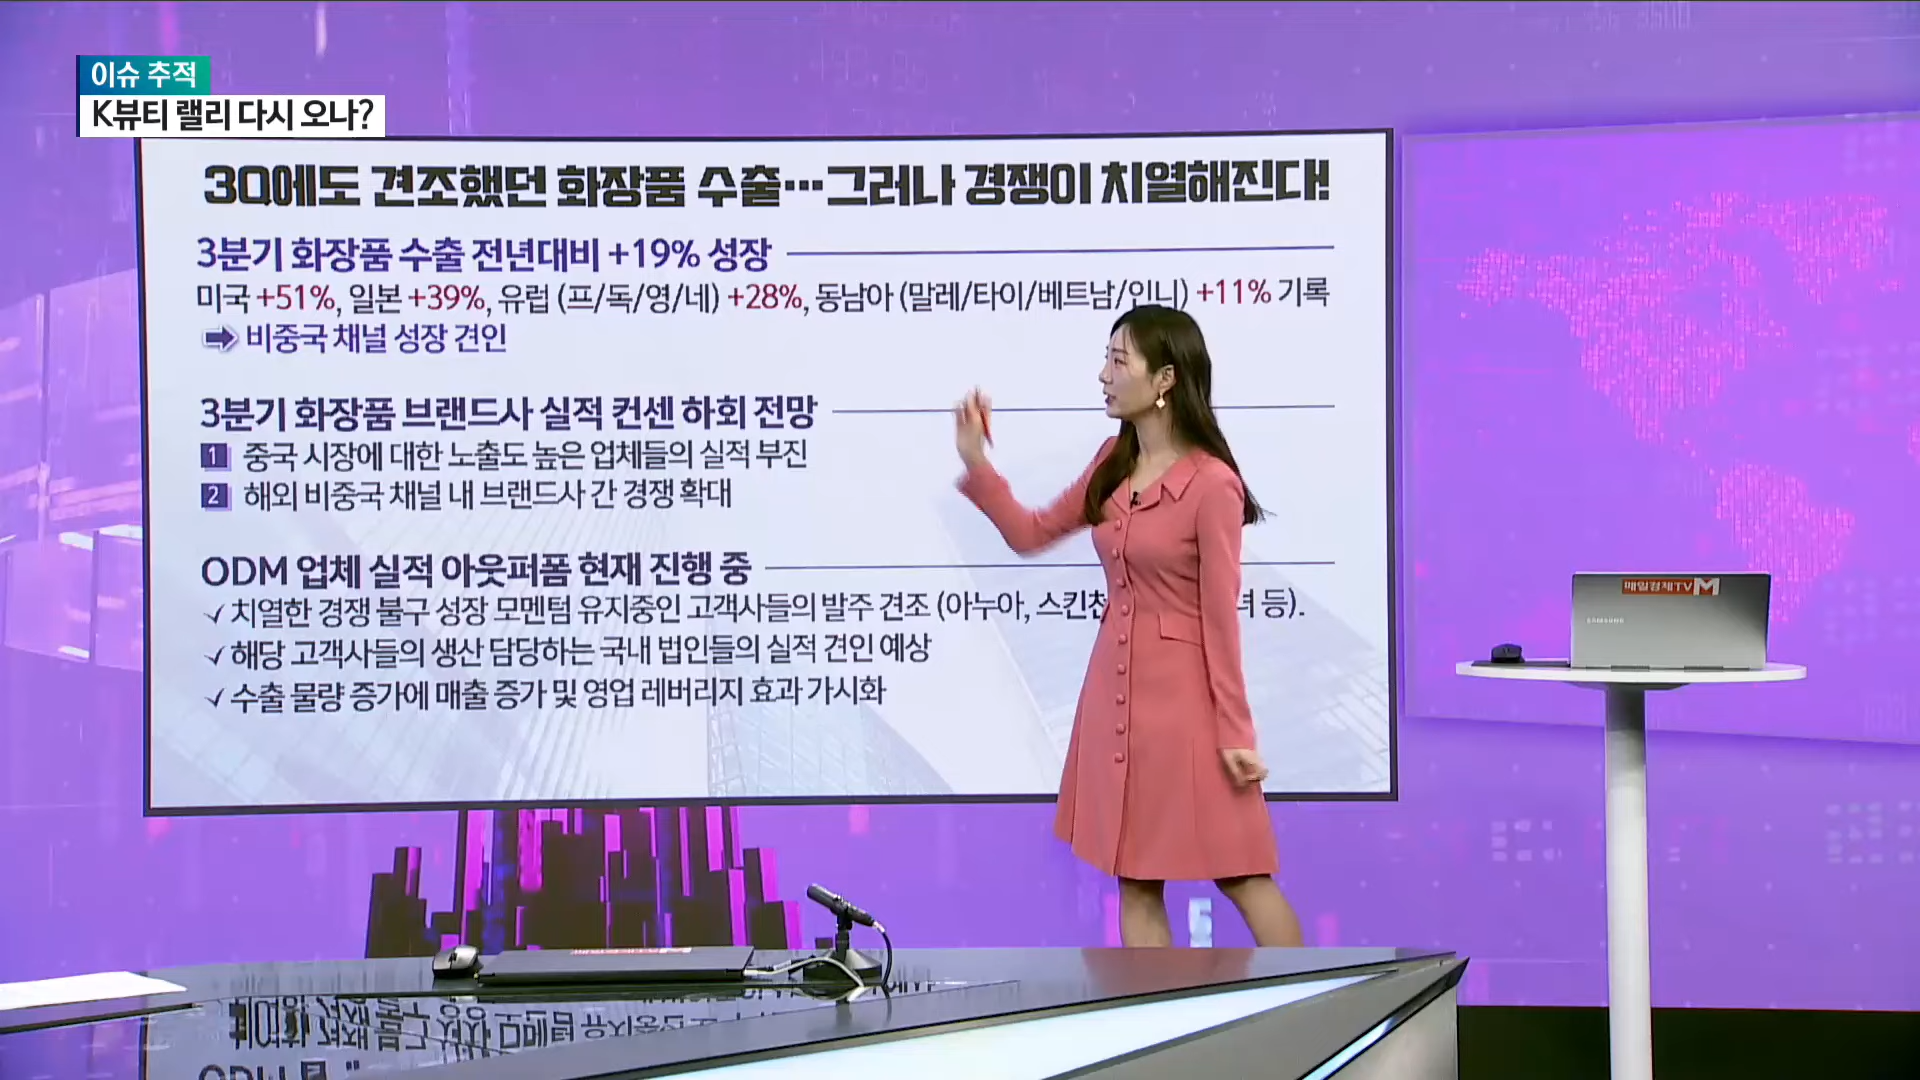 이슈 추적
K뷰티 랠리 다시 오나?
3Q에도 견조했던 화장품 수출…그러나 경쟁이 치열해진다!
3분기 화장품 수출 전년대비 +19% 성장
미국 +51%, 일본 +39%, 유럽 (프/독/영/네) +28%, 동남아 (말레/타이/베트남/인니) +11% 기록
➡ 비중국 채널 성장 견인
3분기 화장품 브랜드사 실적 컨센 하회 전망
1 중국 시장에 대한 노출도 높은 업체들의 실적 부진
2 해외 비중국 채널 내 브랜드사 간 경쟁 확대
ODM 업체 실적 아웃퍼폼 현재 진행 중
✓ 치열한 경쟁 불구 성장 모멘텀 유지중인 고객사들의 발주 견조 (아누아, 등).
✓ 해당 고객사들의 생산 담당하는 국내 법인들의 실적 견인 예상
✓ 수출 물량 증가에 매출 증가 및 영업 레버리지 효과 가시화
매일경제TV M
SAMSUNG